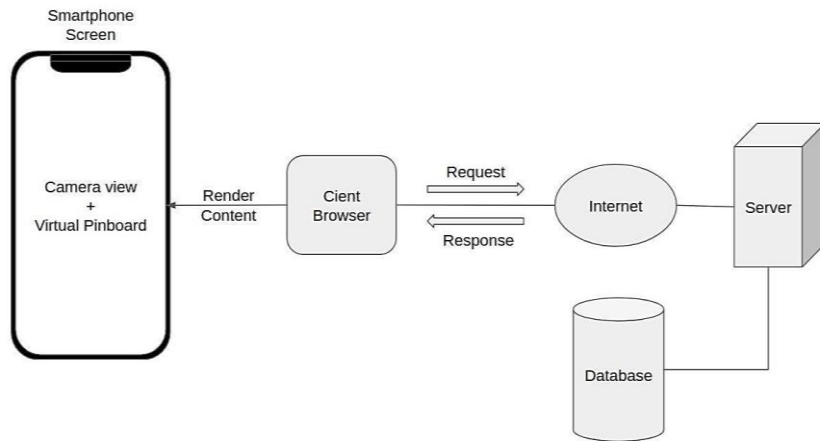 Smartphone
Screen
Camera view
+
Virtual Pinboard
Render
Content
Cient
Browser
Request
Response
Internet
Server
Database